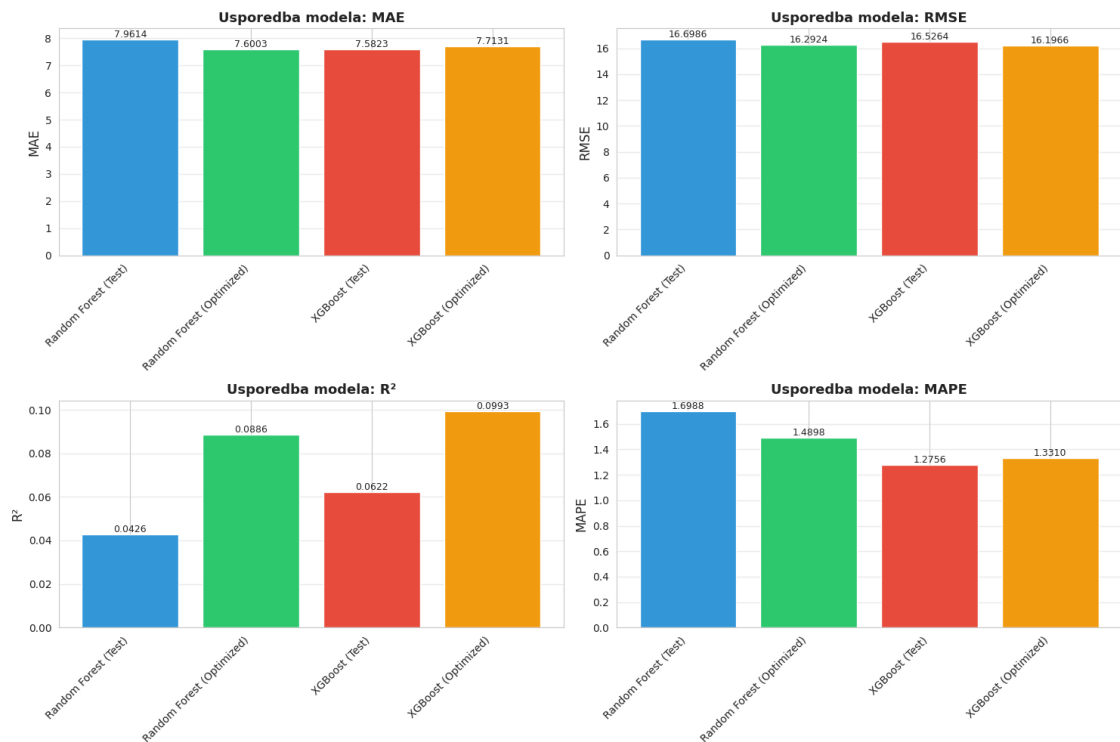 Usporedba modela: MAE
7.9614
7.6003
7.5823
7.7131
8
7
6
5
4
3
2
1
0
MAE
Random Forest (Test)
Random Forest (Optimized)
XGBoost (Test)
XGBoost (Optimized)
Usporedba modela: RMSE
16.6986
16.2924
16.5264
16.1966
16
14
12
10
8
6
4
2
0
RMSE
Random Forest (Test)
Random Forest (Optimized)
XGBoost (Test)
XGBoost (Optimized)
Usporedba modela: R²
0.0426
0.0886
0.0622
0.0993
0.10
0.08
0.06
0.04
0.02
0.00
R²
Random Forest (Test)
Random Forest (Optimized)
XGBoost (Test)
XGBoost (Optimized)
Usporedba modela: MAPE
1.6988
1.4898
1.2756
1.3310
1.6
1.4
1.2
1.0
0.8
0.6
0.4
0.2
0.0
MAPE
Random Forest (Test)
Random Forest (Optimized)
XGBoost (Test)
XGBoost (Optimized)